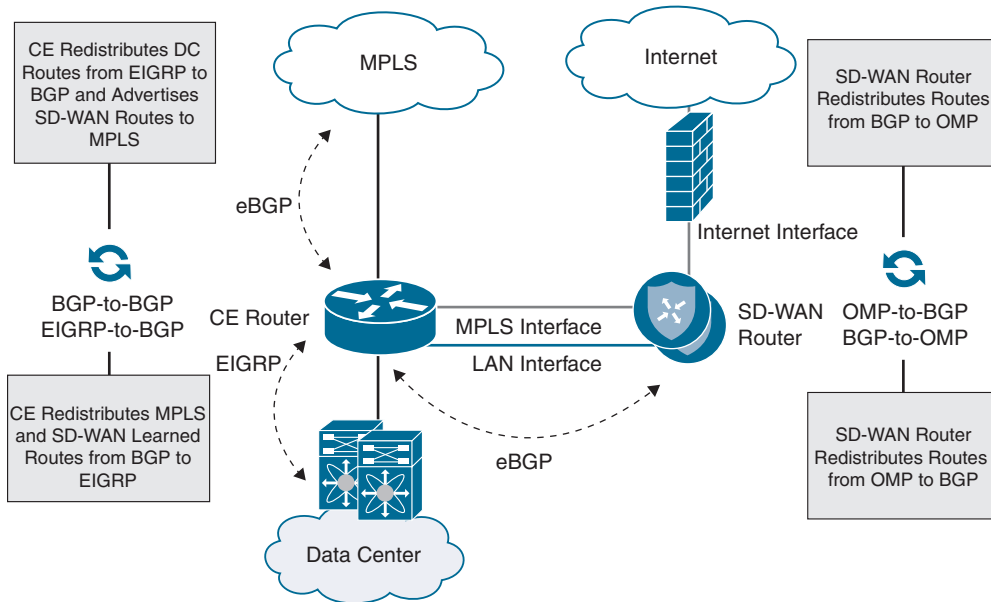 CE Redistributes DC
Routes from EIGRP to
BGP and Advertises
SD-WAN Routes to
MPLS
BGP-to-BGP
EIGRP-to-BGP
CE Redistributes MPLS
and SD-WAN Learned
Routes from BGP to
EIGRP
MPLS
eBGP
CE Router
EIGRP
Data Center
MPLS Interface
LAN Interface
eBGP
Internet
Internet Interface
SD-WAN
Router
SD-WAN Router
Redistributes Routes
from BGP to OMP
OMP-to-BGP
BGP-to-OMP
SD-WAN Router
Redistributes Routes
from OMP to BGP